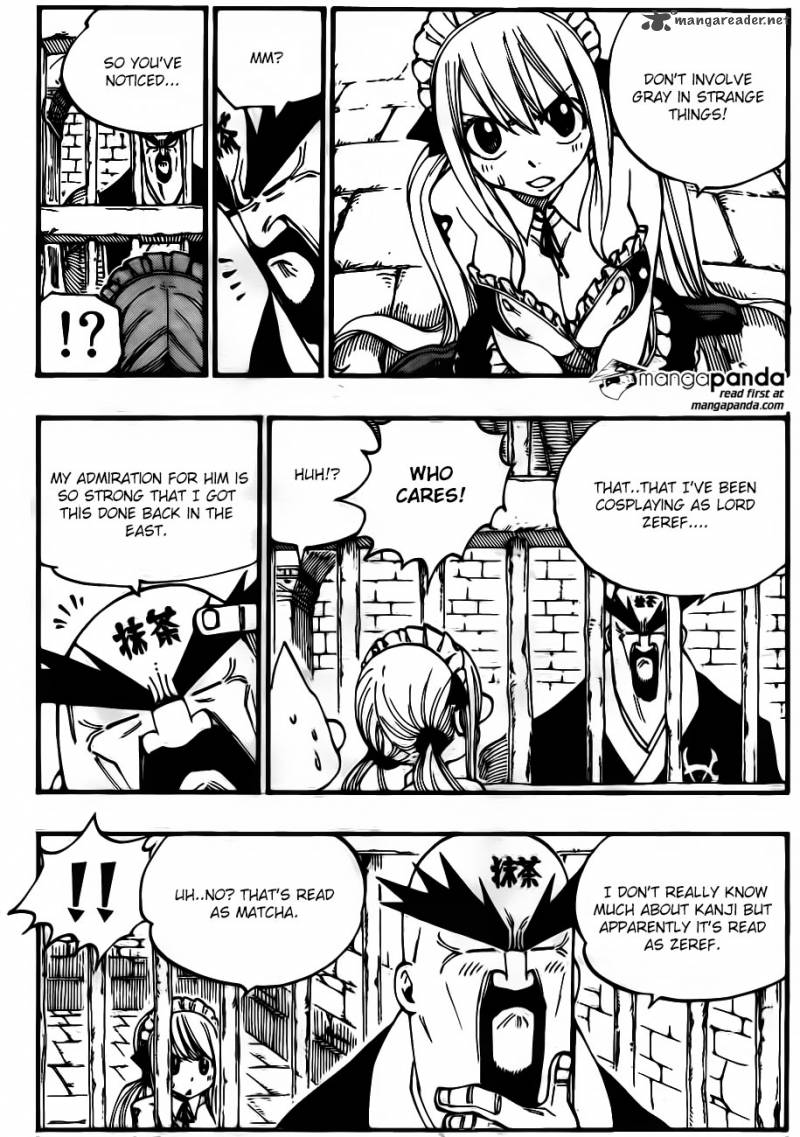 mangareader.net
DON'T INVOLVE
GRAY IN STRANGE
THINGS!
MM?
SO YOU'VE
NOTICED...
!?
mangapanda
read first at
mangapanda.com
THAT..THAT I'VE BEEN
COSPLAYING AS LORD
ZEREF....
抹茶
WHO
CARES!
HUH!?
MY ADMIRATION FOR HIM IS
SO STRONG THAT I GOT
THIS DONE BACK IN THE
EAST.
抹茶
I DON'T REALLY KNOW
MUCH ABOUT KANJI BUT
APPARENTLY IT'S READ
AS ZEREF.
抹茶
UH..NO? THAT'S READ
AS MATCHA.
!!